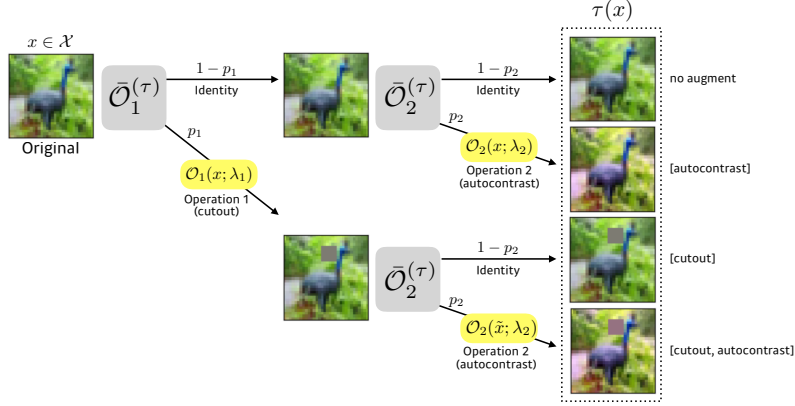 τ(x)
x ∈ 𝒳
Original
Ō₁^(τ)
1 − p₁
Identity
p₁
O₁(x; λ₁)
Operation 1
(cutout)
Ō₂^(τ)
1 − p₂
Identity
p₂
O₂(x; λ₂)
Operation 2
(autocontrast)
no augment
[autocontrast]
Ō₂^(τ)
1 − p₂
Identity
p₂
O₂(x̃; λ₂)
Operation 2
(autocontrast)
[cutout]
[cutout, autocontrast]